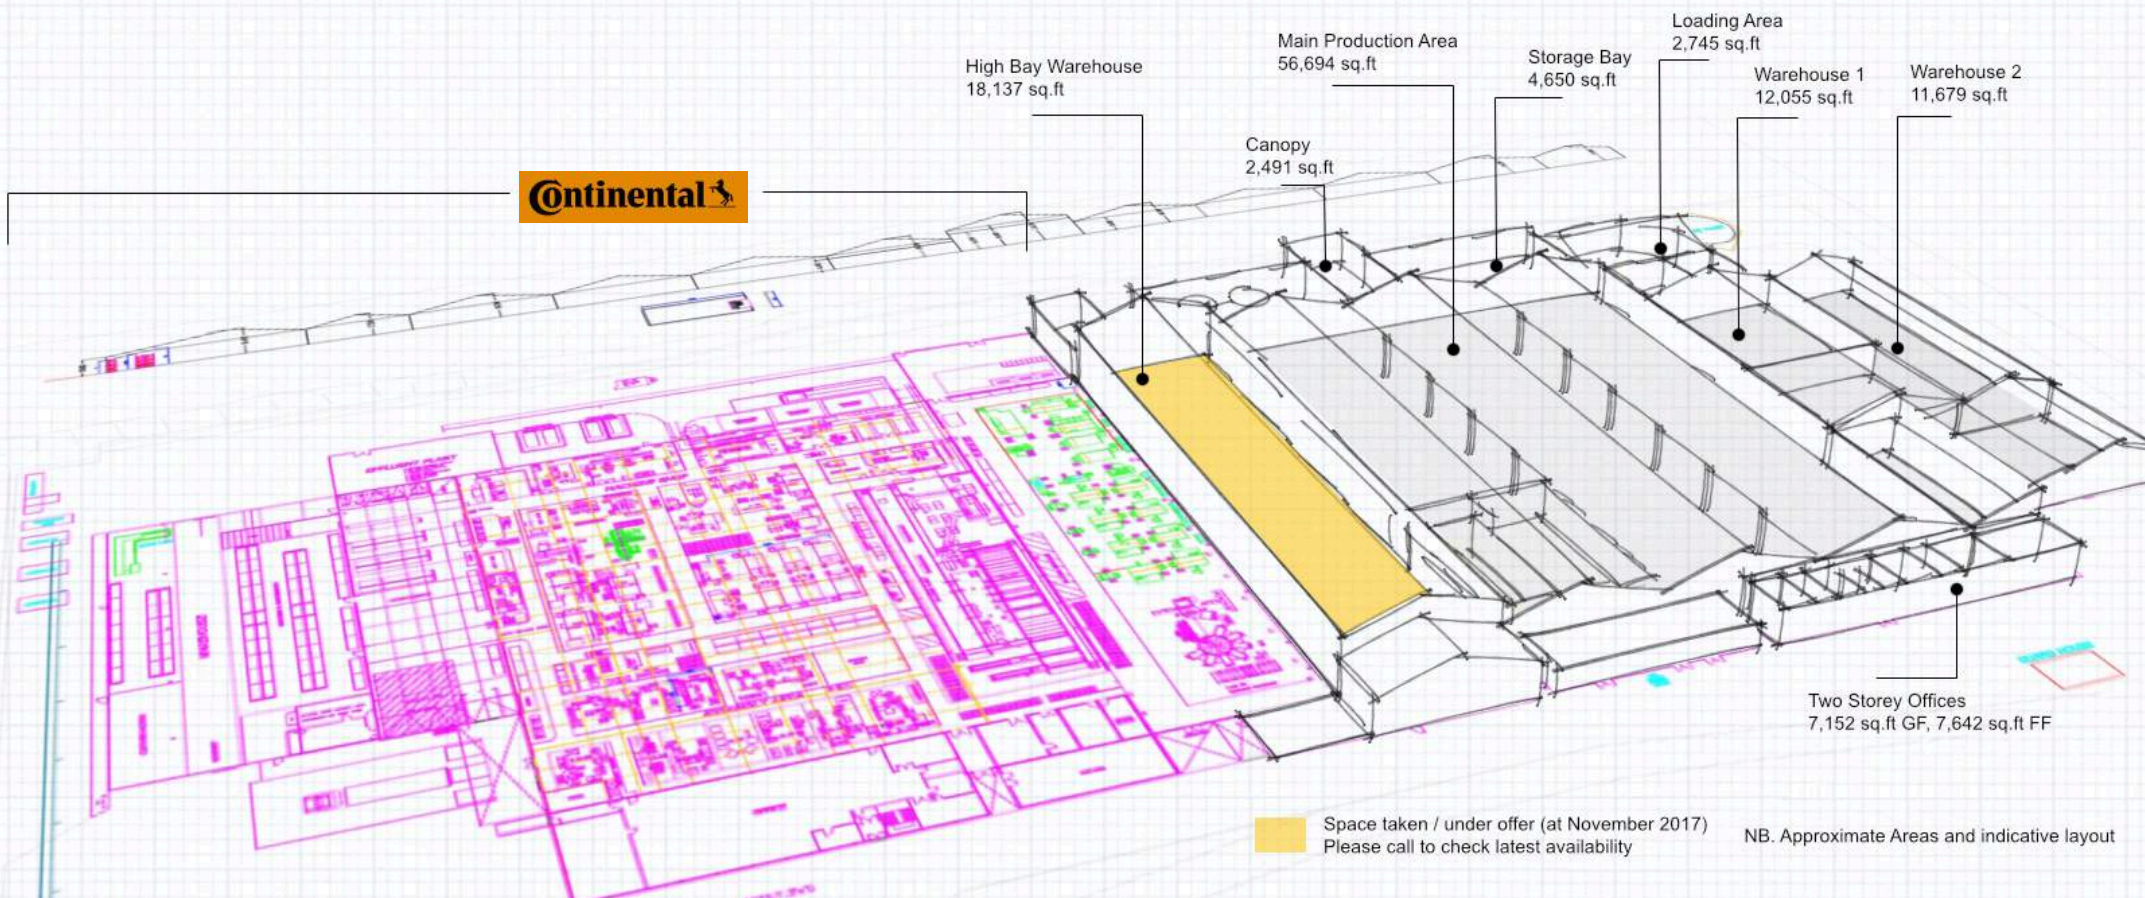 Loading Area
2,745 sq.ft
Main Production Area
56,694 sq.ft
Storage Bay
4,650 sq.ft
High Bay Warehouse
18,137 sq.ft
Warehouse 1
12,055 sq.ft
Warehouse 2
11,679 sq.ft
Canopy
2,491 sq.ft
Continental
EFFLUENT PLANT
GUARD HOUSE
Two Storey Offices
7,152 sq.ft GF, 7,642 sq.ft FF
Space taken / under offer (at November 2017)
Please call to check latest availability
NB. Approximate Areas and indicative layout